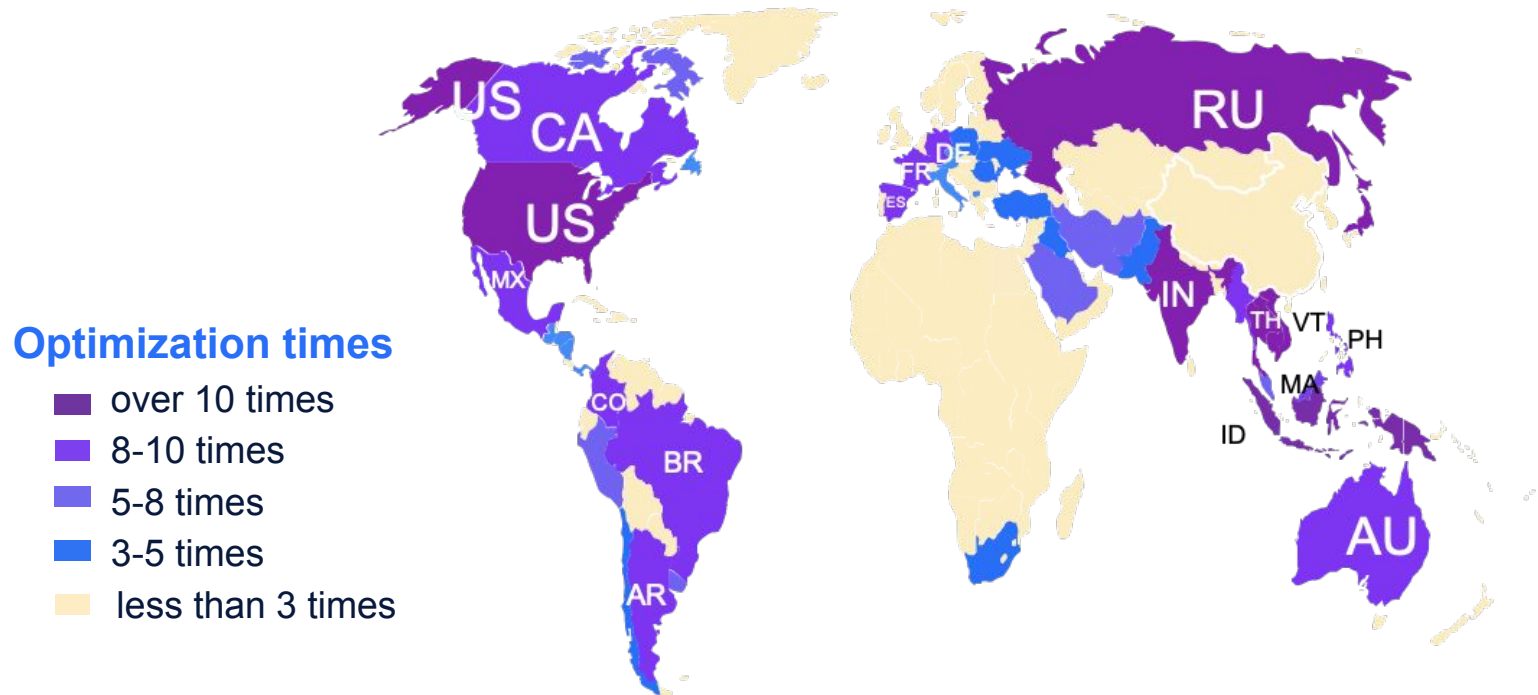 US
CA
RU
DE
FR
ES
US
MX
IN
TH
VT
PH
MA
ID
CO
BR
AU
AR
Optimization times
over 10 times
8-10 times
5-8 times
3-5 times
less than 3 times